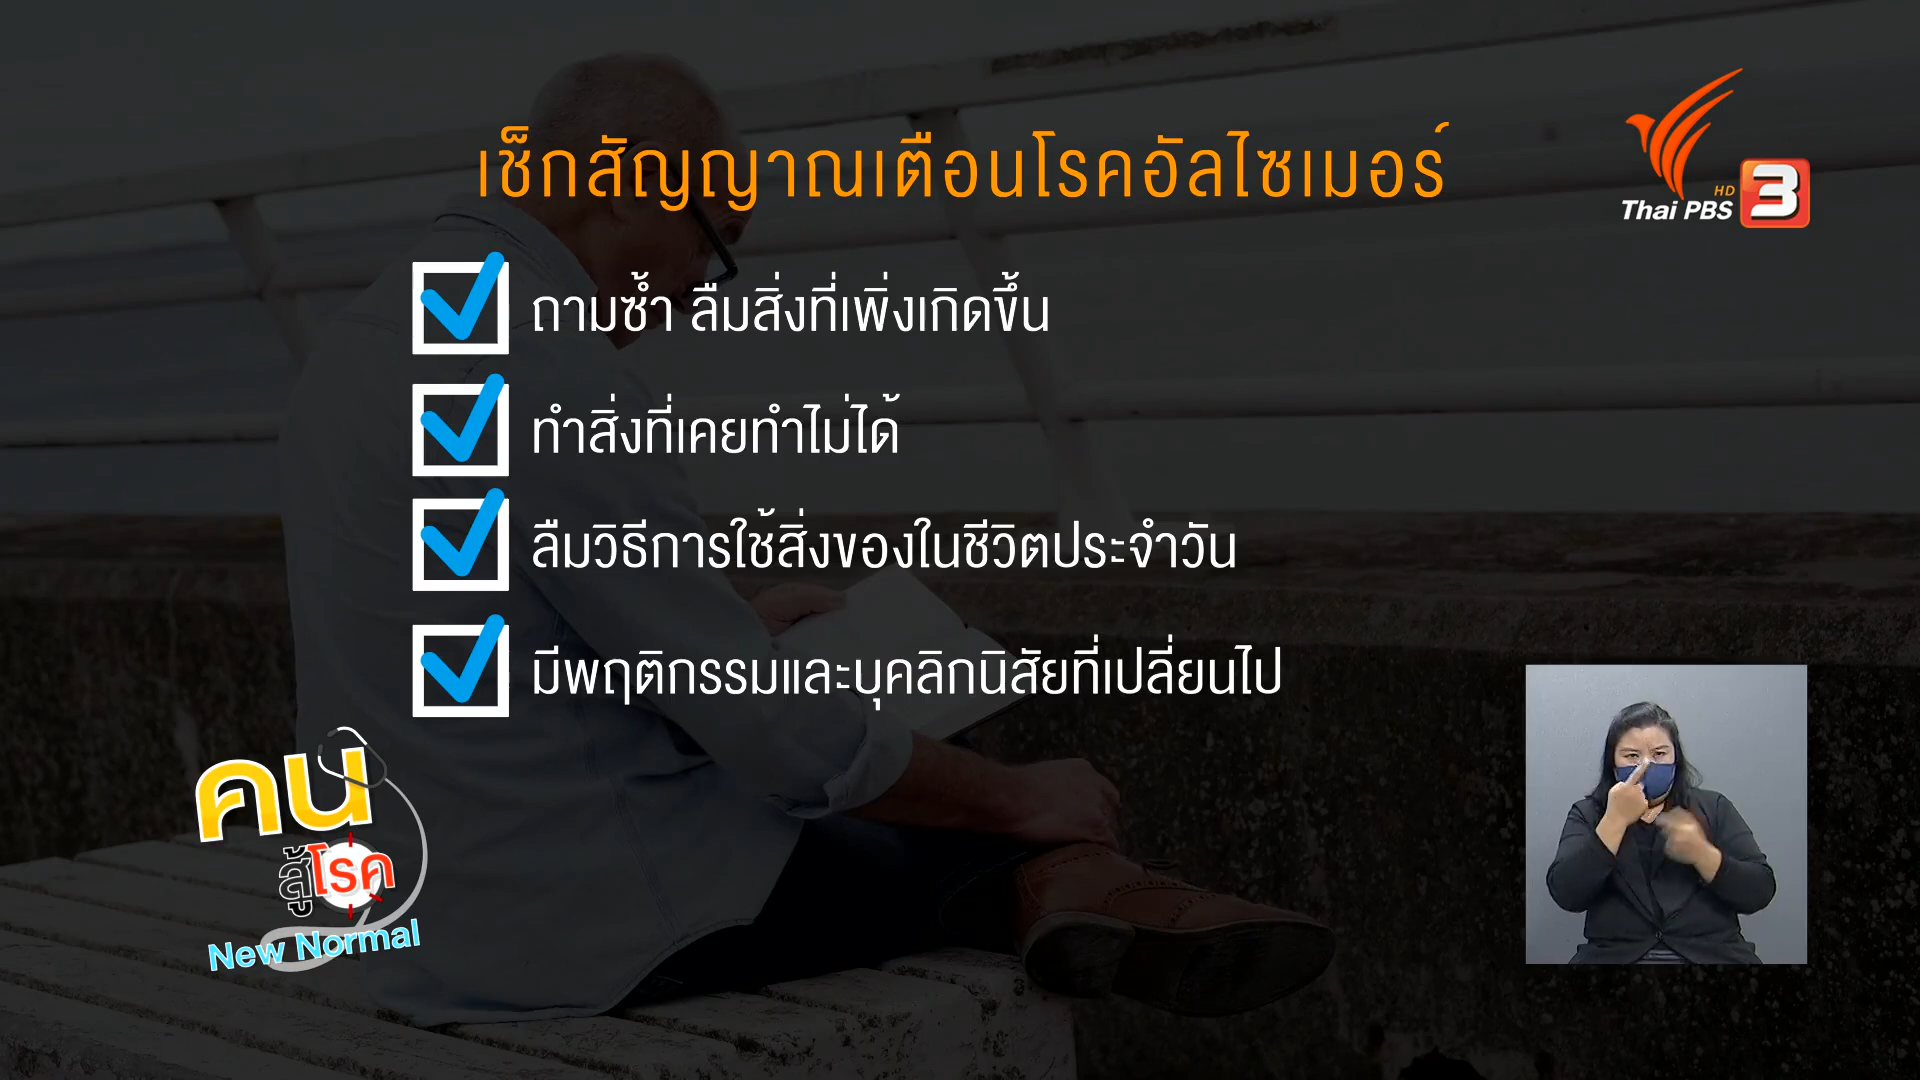 เช็กสัญญาณเตือนโรคอัลไซเมอร์
HD
Thai PBS 3
ถามซ้ำ ลืมสิ่งที่เพิ่งเกิดขึ้น
ทำสิ่งที่เคยทำไม่ได้
ลืมวิธีการใช้สิ่งของในชีวิตประจำวัน
มีพฤติกรรมและบุคลิกนิสัยที่เปลี่ยนไป
คน
สู้โรค
New Normal